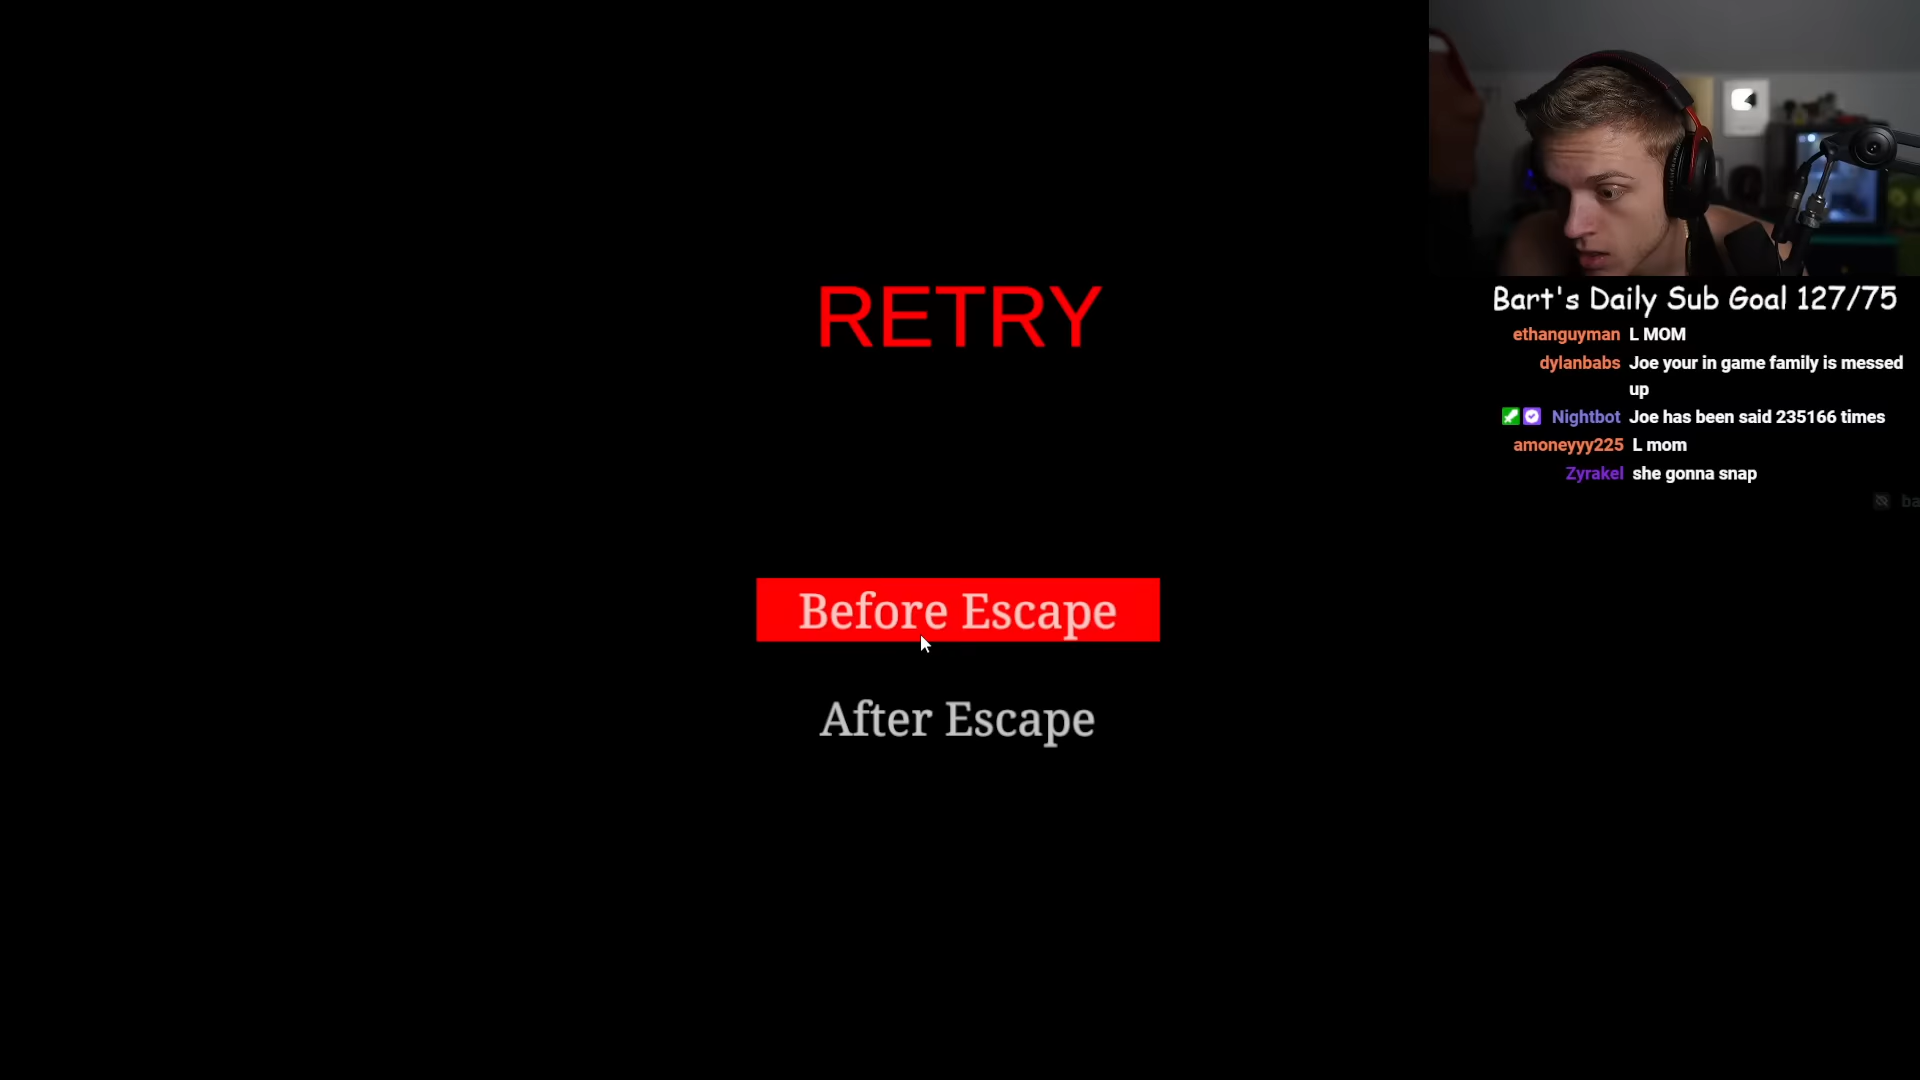 RETRY
Before Escape
After Escape
Bart's Daily Sub Goal 127/75
ethanguyman L MOM
dylanbabs Joe your in game family is messed
up
Nightbot Joe has been said 235166 times
amoneyyy225 L mom
Zyrakel she gonna snap
ba